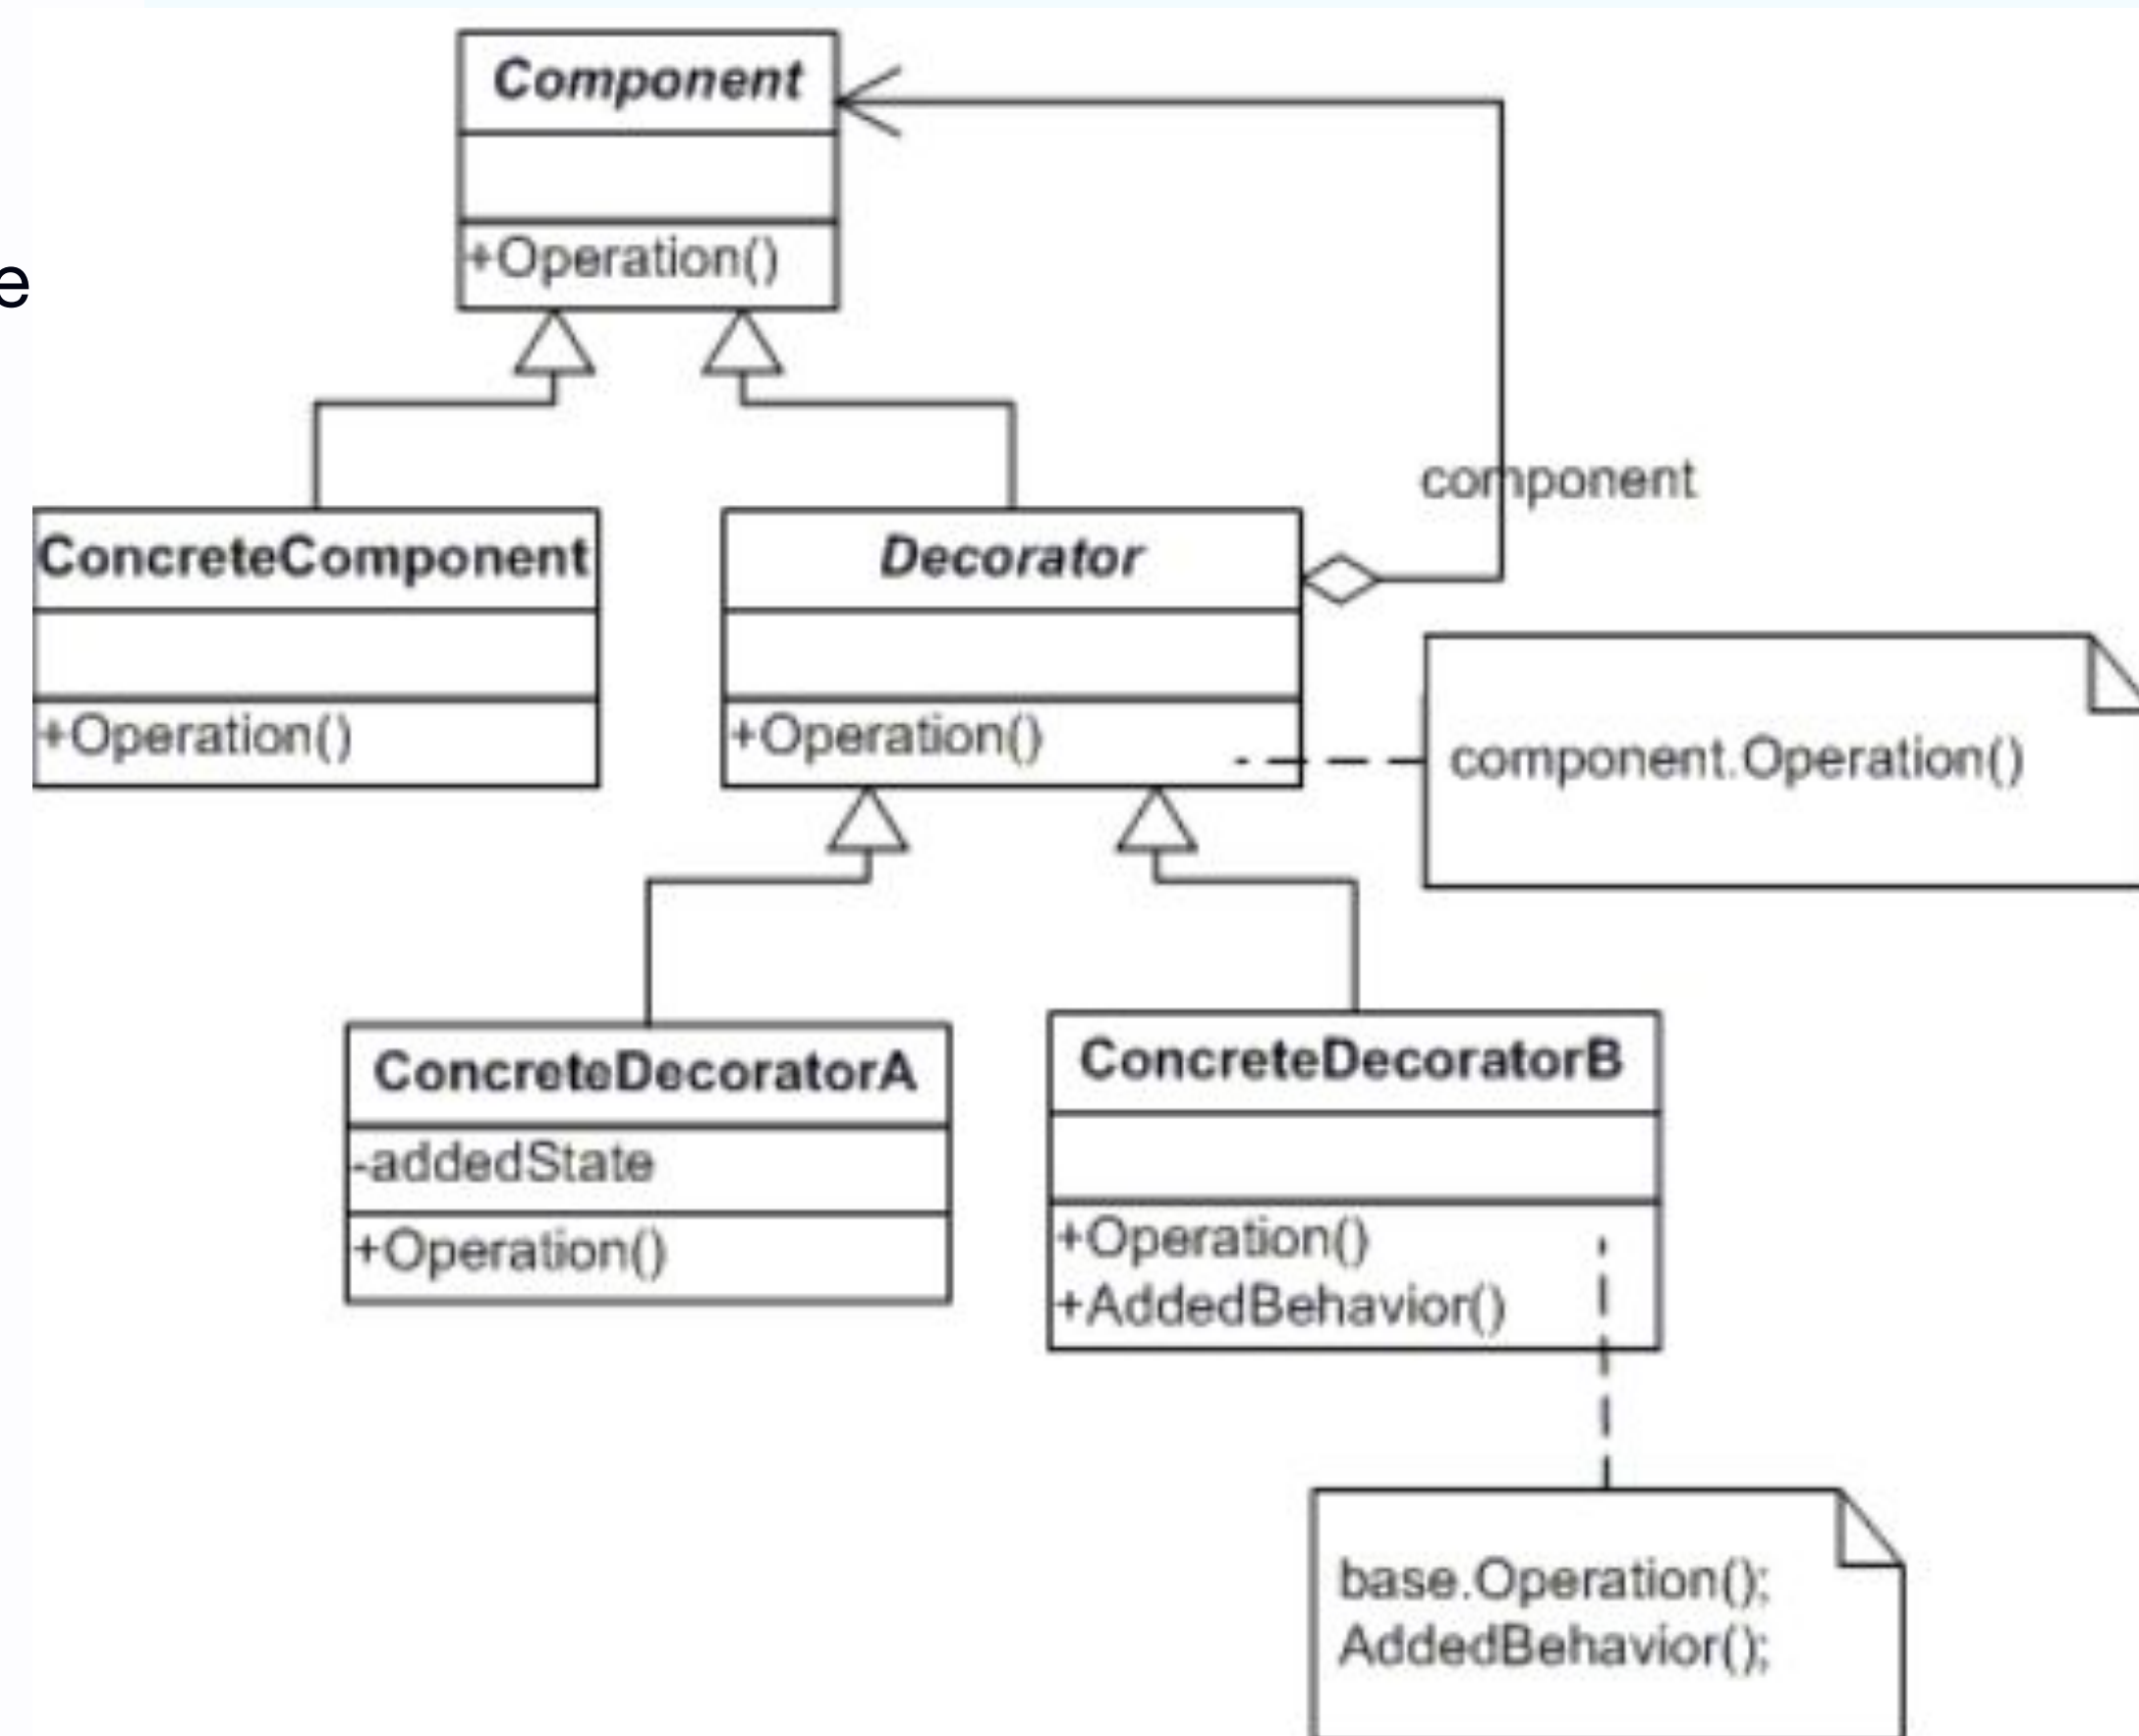 e
Component
+Operation()
component
ConcreteComponent
+Operation()
Decorator
+Operation()
component.Operation()
ConcreteDecoratorA
-addedState
+Operation()
ConcreteDecoratorB
+Operation()
+AddedBehavior()
base.Operation();
AddedBehavior();